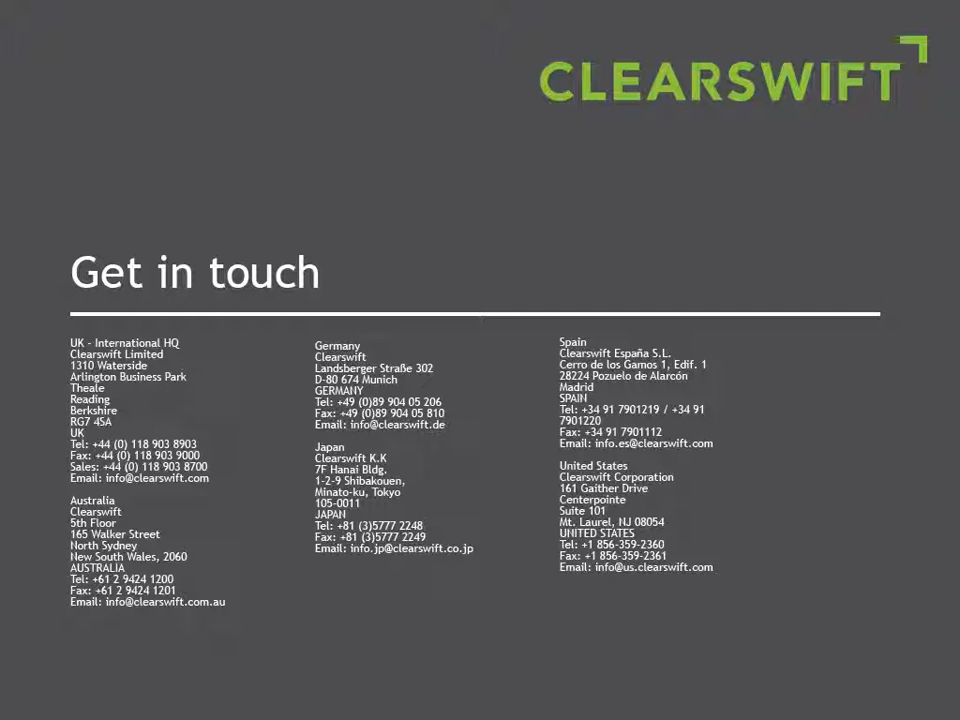 CLEARSWIFT
Get in touch
UK - International HQ
Clearswift Limited
1310 Waterside
Arlington Business Park
Theale
Reading
Berkshire
RG7 4SA
UK
Tel: +44 (0) 118 903 8903
Fax: +44 (0) 118 903 9000
Sales: +44 (0) 118 903 8700
Email: info@clearswift.com
Australia
Clearswift
5th Floor
165 Walker Street
North Sydney
New South Wales, 2060
AUSTRALIA
Tel: +61 2 9424 1200
Fax: +61 2 9424 1201
Email: info@clearswift.com.au
Germany
Clearswift
Landsberger Straße 302
D-80 674 Munich
GERMANY
Tel: +49 (0)89 904 05 206
Fax: +49 (0)89 904 05 810
Email: info@clearswift.de
Japan
Clearswift K.K
7F Hanai Bldg.
1-2-9 Shibakouen,
Minato-ku, Tokyo
105-0011
JAPAN
Tel: +81 (3)5777 2248
Fax: +81 (3)5777 2249
Email: info.jp@clearswift.co.jp
Spain
Clearswift España S.L.
Cerro de los Gamos 1, Edif. 1
28224 Pozuelo de Alarcón
Madrid
SPAIN
Tel: +34 91 7901219 / +34 91
7901220
Fax: +34 91 7901112
Email: info.es@clearswift.com
United States
Clearswift Corporation
161 Gaither Drive
Centerpointe
Suite 101
Mt. Laurel, NJ 08054
UNITED STATES
Tel: +1 856-359-2360
Fax: +1 856-359-2361
Email: info@us.clearswift.com